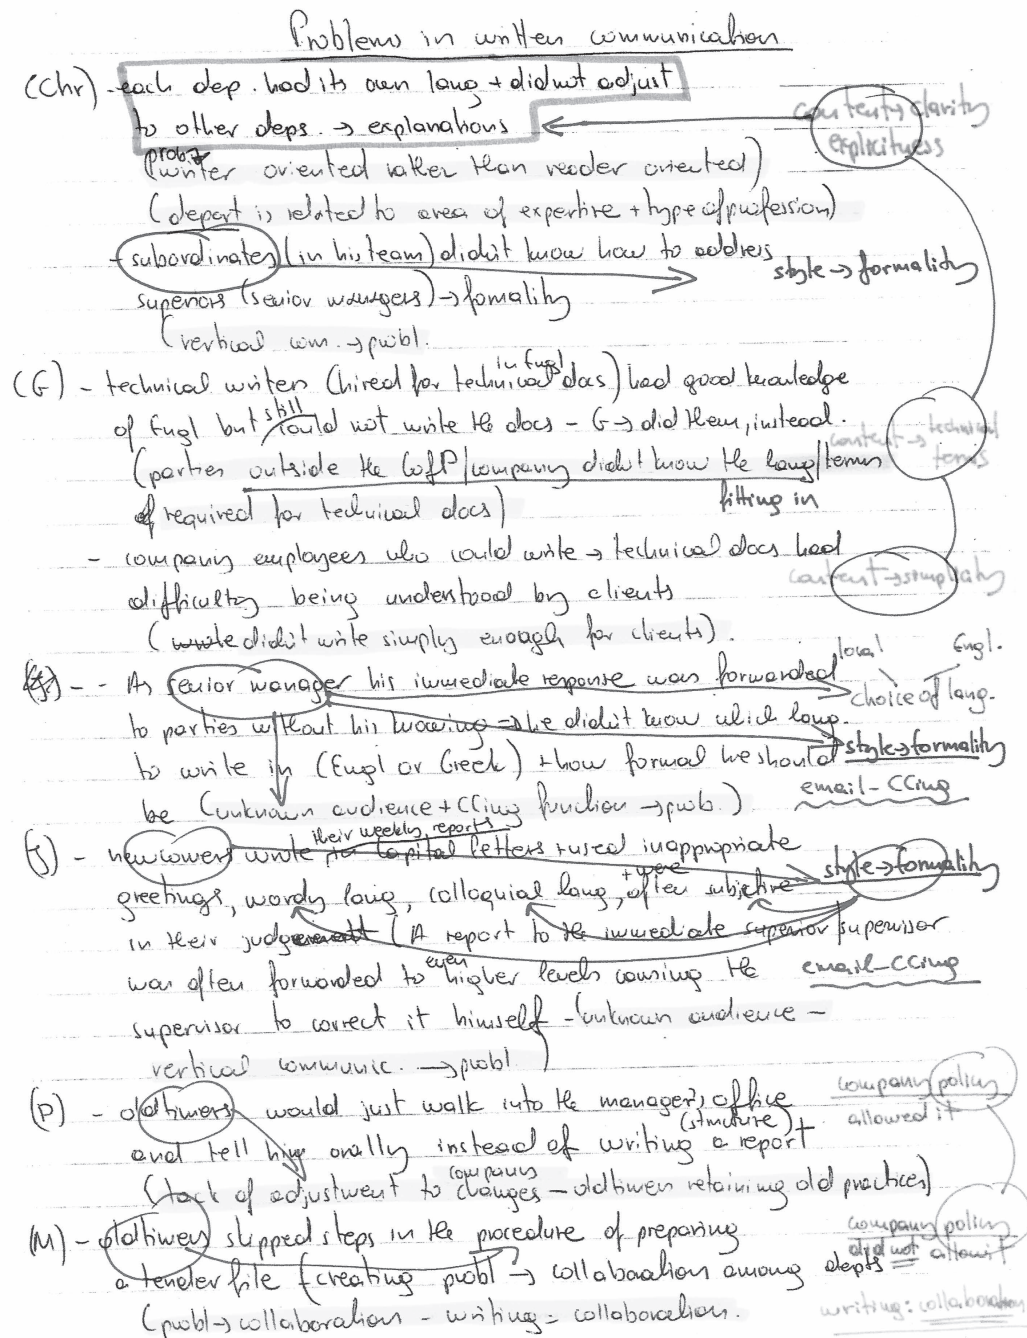 Problems in written communication
(Chr) - each dep. had its own lang + did not adjust
to other deps. → explanations
content → clarity
explicitness
prob →
(writer oriented rather than reader oriented)
(depart is related to area of expertise + type of profession)
- subordinates (in his team) didn't know how to address
style → formality
superiors (senior managers) → formality
(vertical com. → probl.
(G) - technical writers (hired for technical docs) had good knowledge
in Engl
of Engl but still could not write the docs - G → did them, instead.
content → technical
terms
(parties outside the CofP/company didn't know the lang/terms
fitting in
required for technical docs)
- company employees who could write → technical docs had
content → simplicity
difficulty being understood by clients
(wrote didn't write simply enough for clients).
local Engl.
- - As senior manager his immediate response was forwarded
choice of lang.
to parties without his knowing → he didn't know which lang.
style → formality
to write in (Engl or Greek) + how formal he should
email - CCing
be (unknown audience + CCing function → prob.)
their weekly reports
(J) - newcomers wrote in capital letters + used inappropriate
style → formality
greetings, wordy lang, colloquial lang, + were often subjective
in their judgement (A report to the immediate superior/supervisor
was often forwarded to even higher levels causing the
email - CCing
supervisor to correct it himself - (unknown audience -
vertical communic. → probl)
company policy
allowed it
(P) - oldtimers would just walk into the manager's office
and tell him orally instead of writing a report
(structure) +
(lack of adjustment to company changes - oldtimers retaining old practices)
company policy
did not allow it
(M) - oldtimers skipped steps in the procedure of preparing
a tender file (creating probl → collaboration among depts
(probl → collaboration - writing = collaboration.
writing = collaboration